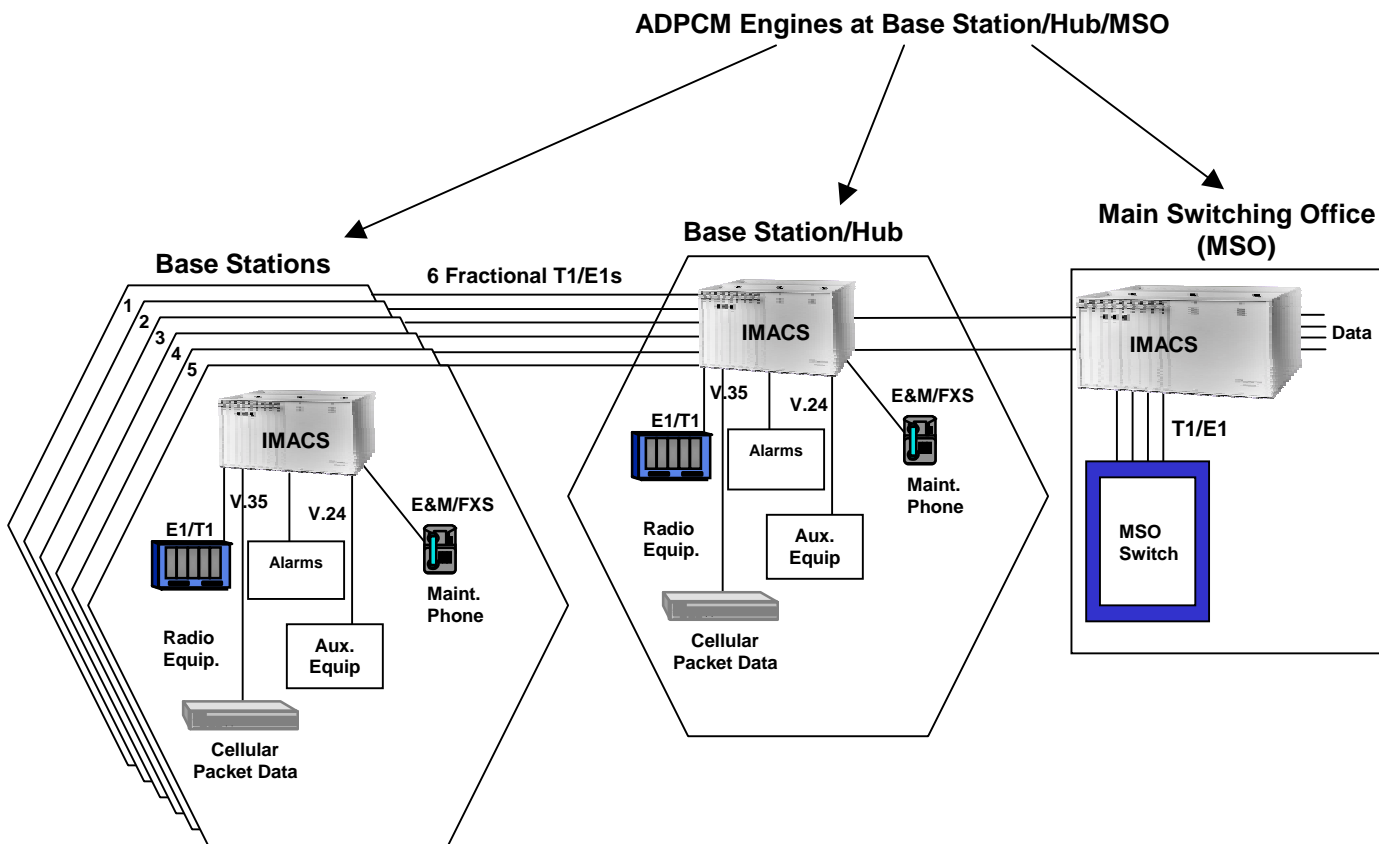 ADPCM Engines at Base Station/Hub/MSO
Main Switching Office
(MSO)
Base Station/Hub
Base Stations
6 Fractional T1/E1s
1
2
3
4
5
IMACS
V.35
V.24
E1/T1
E&M/FXS
Alarms
Maint.
Phone
Radio
Equip.
Aux.
Equip
Cellular
Packet Data
IMACS
V.35
V.24
E1/T1
E&M/FXS
Alarms
Maint.
Phone
Radio
Equip.
Aux.
Equip
Cellular
Packet Data
IMACS
Data
T1/E1
MSO
Switch